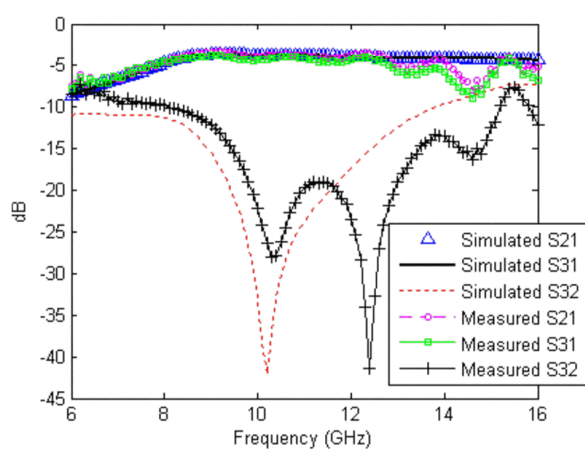 0
-5
-10
-15
-20
-25
-30
-35
-40
-45
dB
6
8
10
12
14
16
Frequency (GHz)
Simulated S21
Simulated S31
Simulated S32
Measured S21
Measured S31
Measured S32